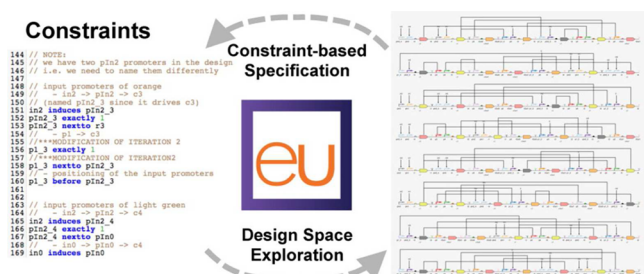 Constraints
144 // NOTE:
145 // we have two pIn2 promoters in the design
146 // i.e. we need to name them differently
147
148 // input promoters of orange
149 //   - in2 -> pIn2 -> c3
150 // (named pIn2_3 since it drives c3)
151 in2 induces pIn2_3
152 pIn2_3 exactly 1
153 pIn2_3 nextto r3
154 //   - p1 -> c3
155 //***MODIFICATION OF ITERATION 2
156 p1_3 exactly 1
157 //***MODIFICATION OF ITERATION2
158 p1_3 nextto pIn2_3
159 // - positioning of the input promoters
160 p1_3 before pIn2_3
161
162
163 // input promoters of light green
164 //   - in2 -> pIn2 -> c4
165 in2 induces pIn2_4
166 pIn2_4 exactly 1
167 pIn2_4 nextto pIn0
168 //   - in0 -> pIn0 -> c4
169 in0 induces pIn0
Constraint-based
Specification
eu
Design Space
Exploration